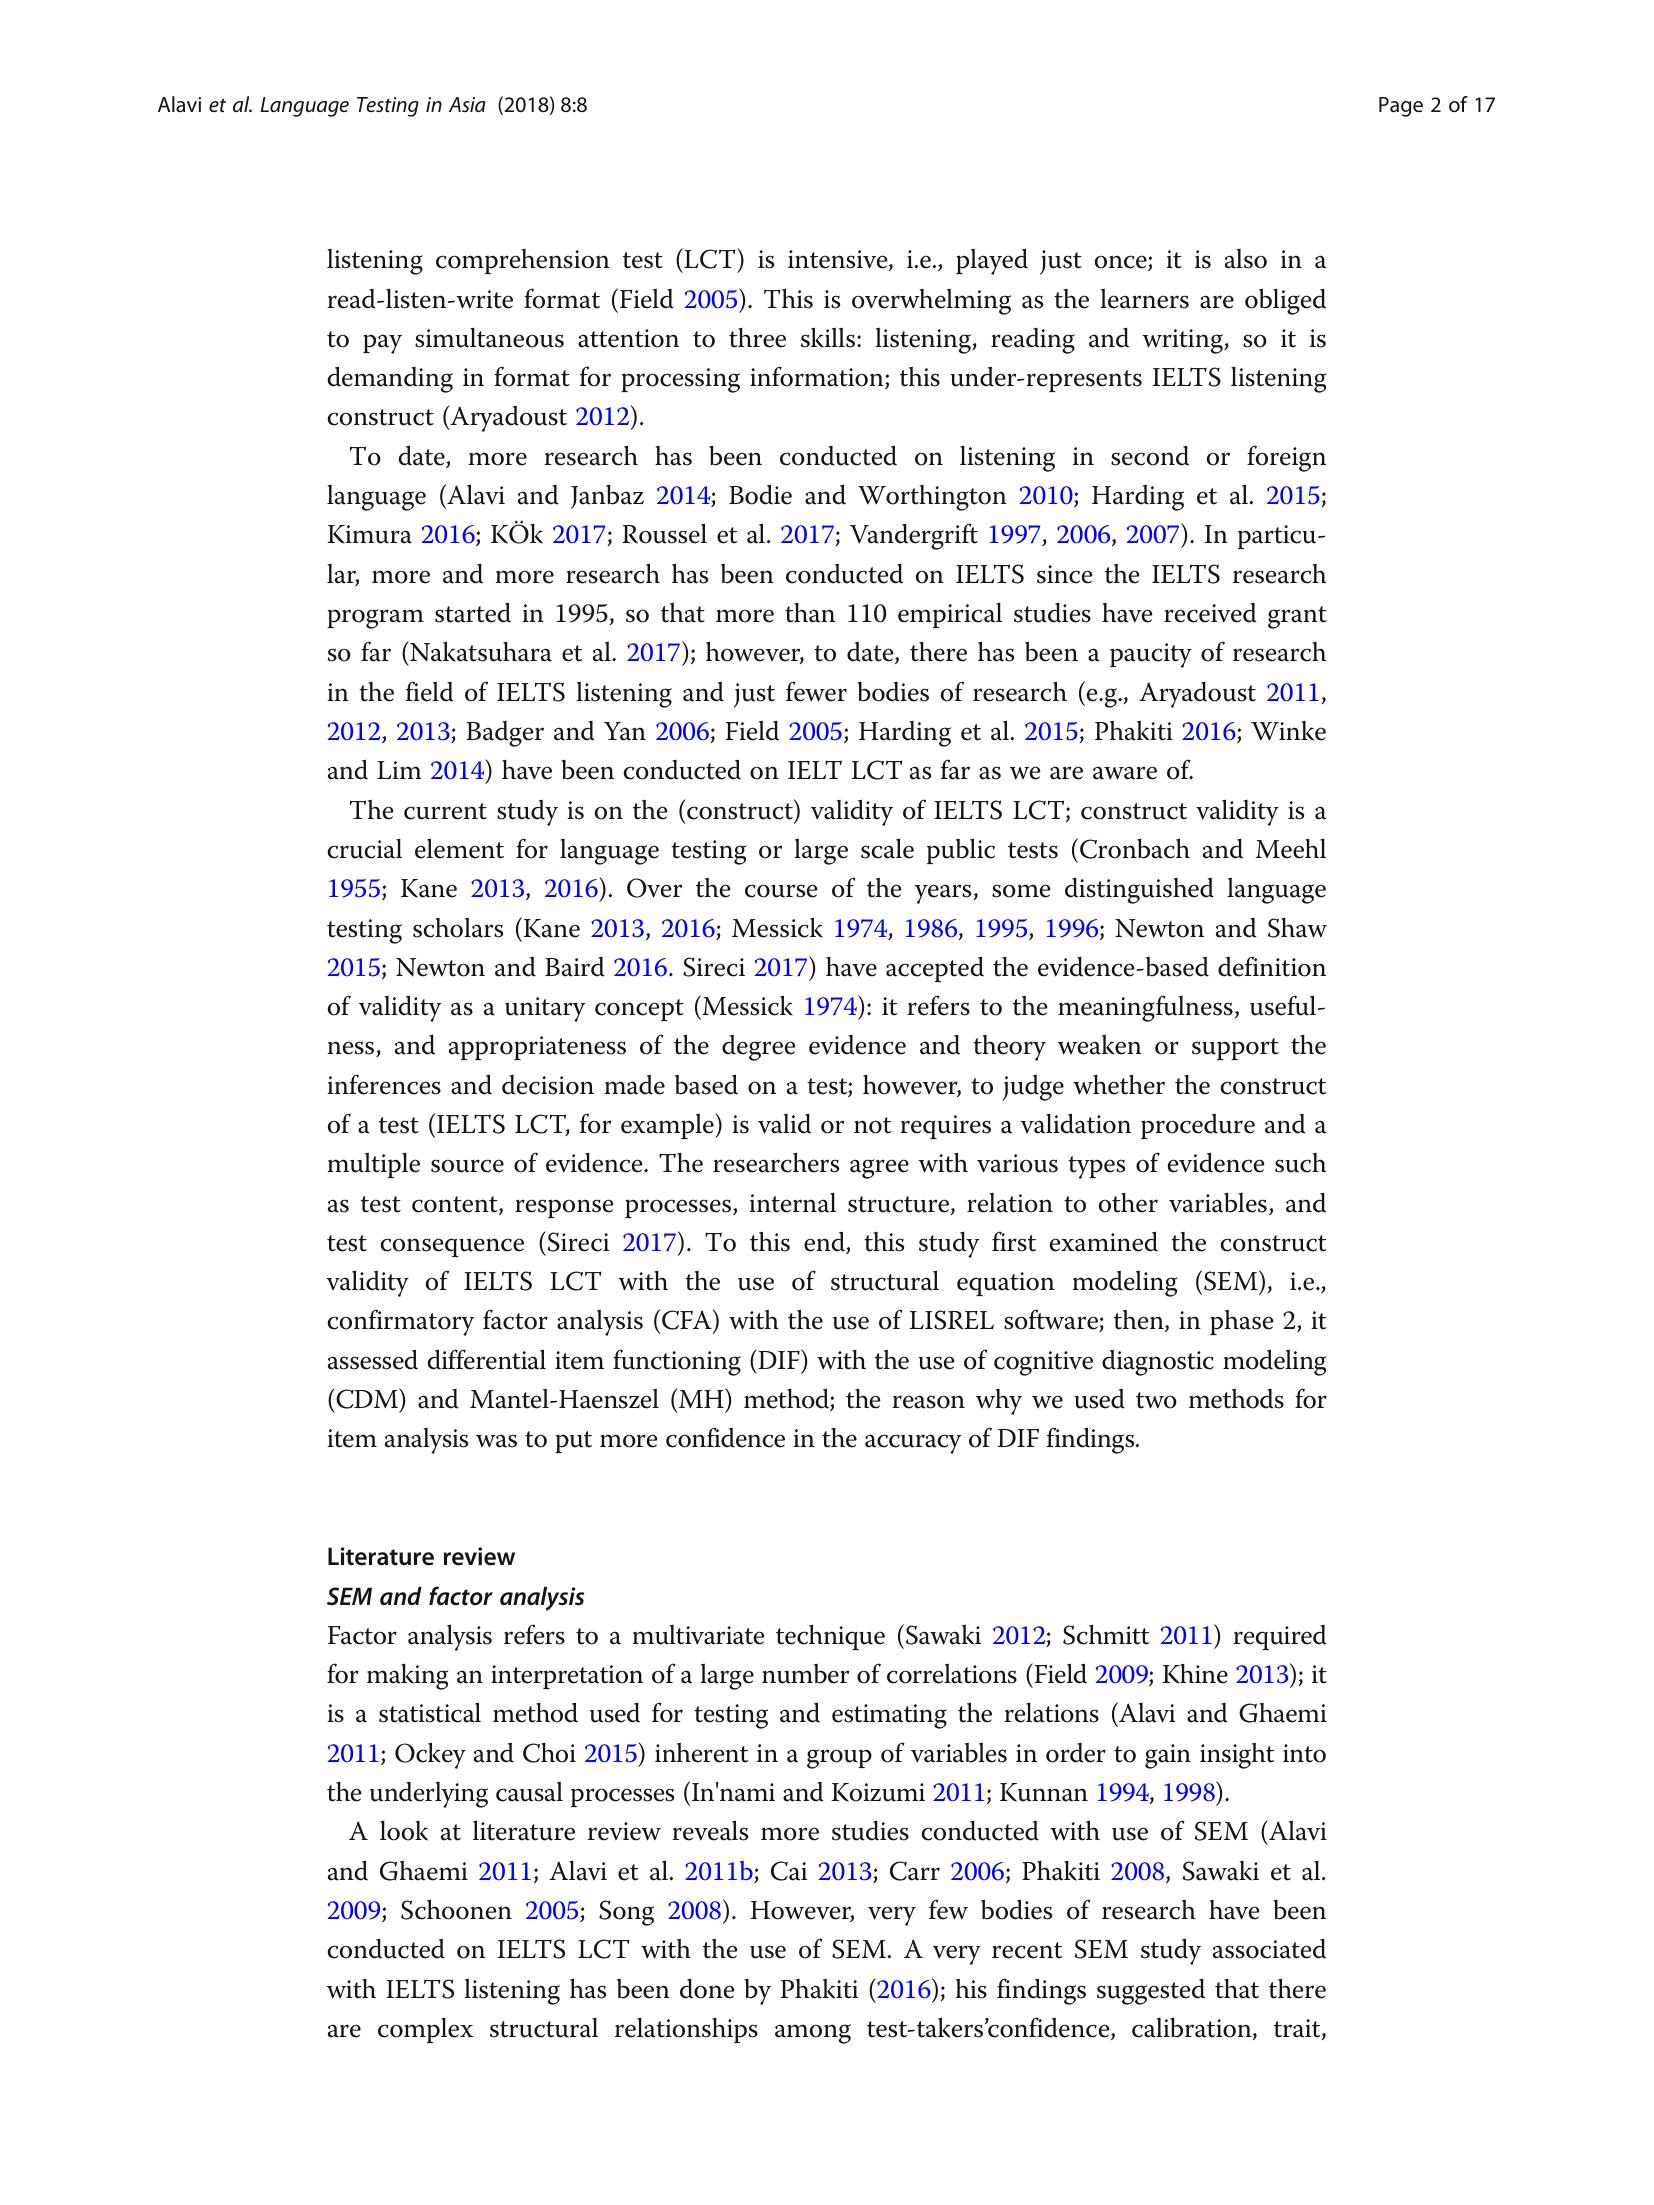 Alavi et al. Language Testing in Asia (2018) 8:8
Page 2 of 17
listening comprehension test (LCT) is intensive, i.e., played just once; it is also in a
read-listen-write format (Field 2005). This is overwhelming as the learners are obliged
to pay simultaneous attention to three skills: listening, reading and writing, so it is
demanding in format for processing information; this under-represents IELTS listening
construct (Aryadoust 2012).
To date, more research has been conducted on listening in second or foreign
language (Alavi and Janbaz 2014; Bodie and Worthington 2010; Harding et al. 2015;
Kimura 2016; KÖk 2017; Roussel et al. 2017; Vandergrift 1997, 2006, 2007). In particu-
lar, more and more research has been conducted on IELTS since the IELTS research
program started in 1995, so that more than 110 empirical studies have received grant
so far (Nakatsuhara et al. 2017); however, to date, there has been a paucity of research
in the field of IELTS listening and just fewer bodies of research (e.g., Aryadoust 2011,
2012, 2013; Badger and Yan 2006; Field 2005; Harding et al. 2015; Phakiti 2016; Winke
and Lim 2014) have been conducted on IELT LCT as far as we are aware of.
The current study is on the (construct) validity of IELTS LCT; construct validity is a
crucial element for language testing or large scale public tests (Cronbach and Meehl
1955; Kane 2013, 2016). Over the course of the years, some distinguished language
testing scholars (Kane 2013, 2016; Messick 1974, 1986, 1995, 1996; Newton and Shaw
2015; Newton and Baird 2016. Sireci 2017) have accepted the evidence-based definition
of validity as a unitary concept (Messick 1974): it refers to the meaningfulness, useful-
ness, and appropriateness of the degree evidence and theory weaken or support the
inferences and decision made based on a test; however, to judge whether the construct
of a test (IELTS LCT, for example) is valid or not requires a validation procedure and a
multiple source of evidence. The researchers agree with various types of evidence such
as test content, response processes, internal structure, relation to other variables, and
test consequence (Sireci 2017). To this end, this study first examined the construct
validity of IELTS LCT with the use of structural equation modeling (SEM), i.e.,
confirmatory factor analysis (CFA) with the use of LISREL software; then, in phase 2, it
assessed differential item functioning (DIF) with the use of cognitive diagnostic modeling
(CDM) and Mantel-Haenszel (MH) method; the reason why we used two methods for
item analysis was to put more confidence in the accuracy of DIF findings.
Literature review
SEM and factor analysis
Factor analysis refers to a multivariate technique (Sawaki 2012; Schmitt 2011) required
for making an interpretation of a large number of correlations (Field 2009; Khine 2013); it
is a statistical method used for testing and estimating the relations (Alavi and Ghaemi
2011; Ockey and Choi 2015) inherent in a group of variables in order to gain insight into
the underlying causal processes (In'nami and Koizumi 2011; Kunnan 1994, 1998).
A look at literature review reveals more studies conducted with use of SEM (Alavi
and Ghaemi 2011; Alavi et al. 2011b; Cai 2013; Carr 2006; Phakiti 2008, Sawaki et al.
2009; Schoonen 2005; Song 2008). However, very few bodies of research have been
conducted on IELTS LCT with the use of SEM. A very recent SEM study associated
with IELTS listening has been done by Phakiti (2016); his findings suggested that there
are complex structural relationships among test-takers’confidence, calibration, trait,